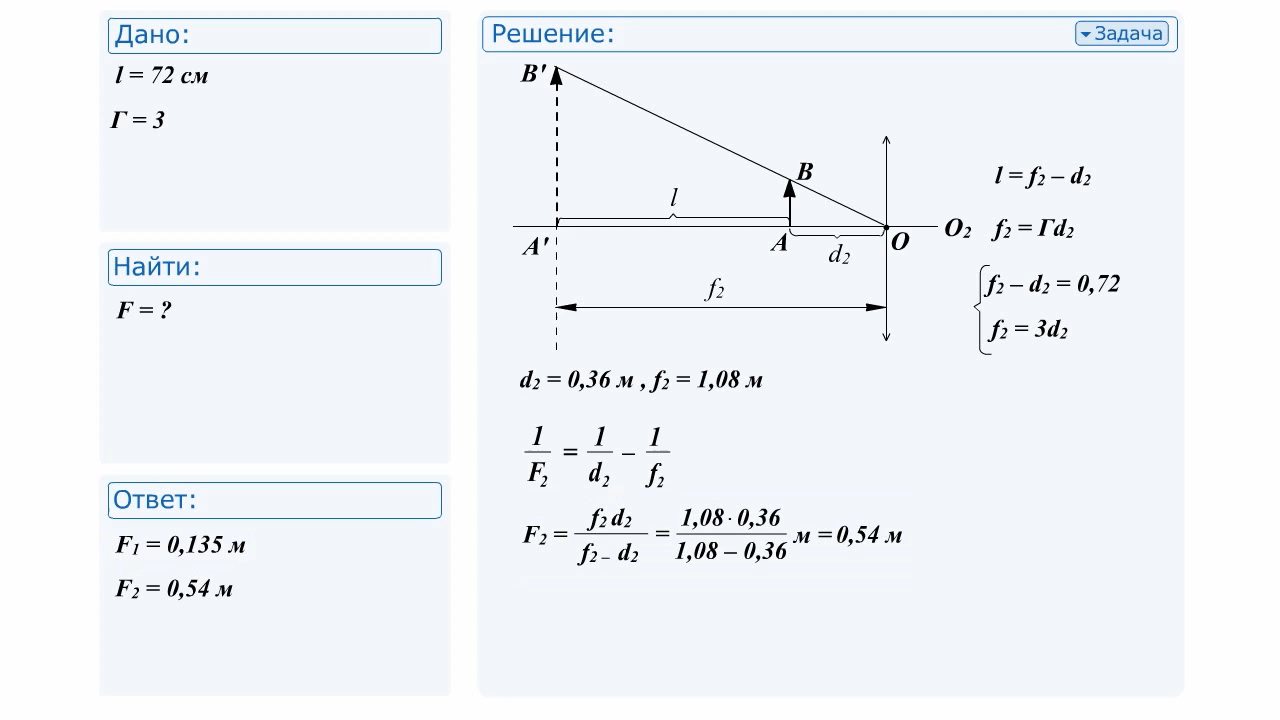 Дано:
l = 72 см
Г = 3
Найти:
F = ?
Ответ:
F₁ = 0,135 м
F₂ = 0,54 м
Решение:
Задача
B'
B
l
A'
A
d₂
O
O₂
f₂
l = f₂ – d₂
f₂ = Гd₂
f₂ – d₂ = 0,72
f₂ = 3d₂
d₂ = 0,36 м , f₂ = 1,08 м
1/F₂ = 1/d₂ – 1/f₂
F₂ = f₂ d₂ / f₂ – d₂ = 1,08 · 0,36 / 1,08 – 0,36 м = 0,54 м